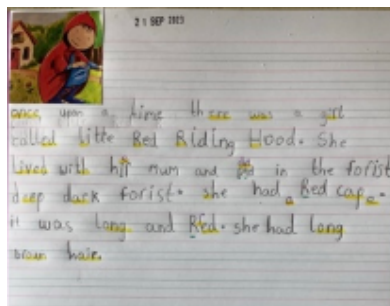 21 SEP 2023
once upon a time there was a girl
called little Red Riding Hood. She
lived with her mum and in the forist
deep dark forist. she had a Red cape.
it was long and Red. she had long
brown hair.